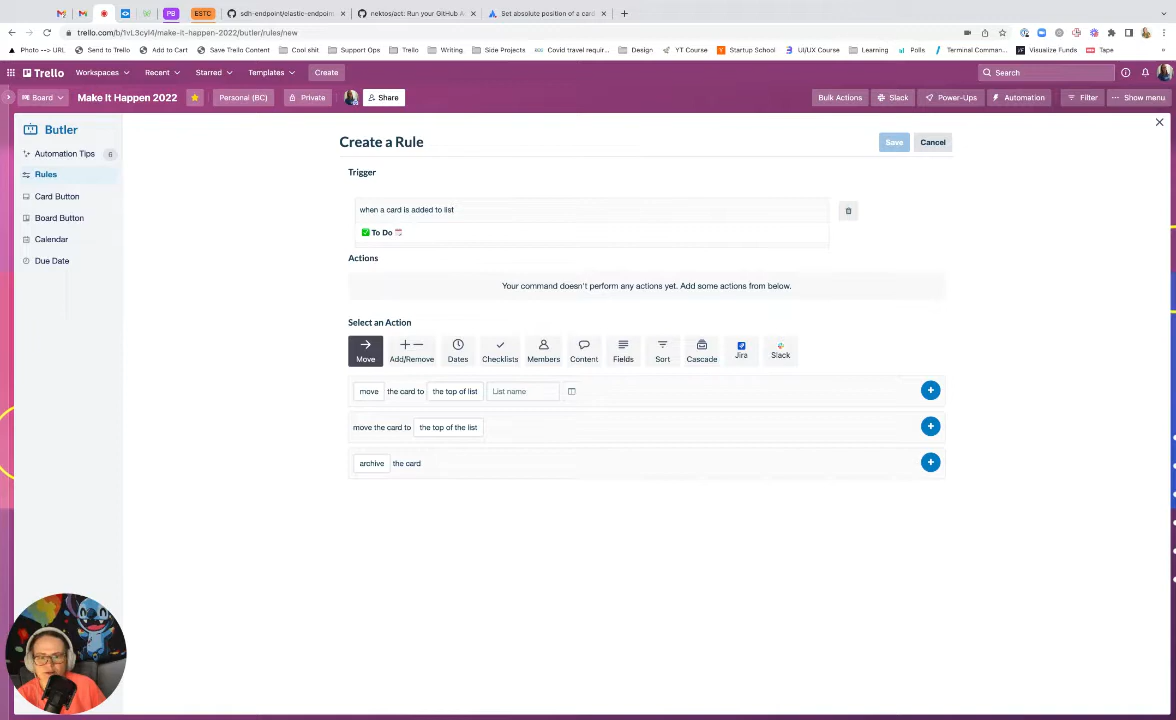 PB
ESTC
sdh-endpoint/elastic-endpoin
nektos/act: Run your GitHub A
Set absolute position of a card
trello.com/b/1vL3cyI4/make-it-happen-2022/butler/rules/new
Photo -> URL
Send to Trello
Add to Cart
Save Trello Content
Cool shit
Support Ops
Trello
Writing
Side Projects
Covid travel requir...
Design
YT Course
Startup School
UI/UX Course
Learning
Polls
Terminal Comman...
Visualize Funds
Tape
Trello
Workspaces
Recent
Starred
Templates
Create
Search
Board
Make It Happen 2022
Personal (BC)
Private
Share
Bulk Actions
Slack
Power-Ups
Automation
Filter
Show menu
Butler
Automation Tips
6
Rules
Card Button
Board Button
Calendar
Due Date
Create a Rule
Save
Cancel
Trigger
when a card is added to list
✅ To Do
Actions
Your command doesn't perform any actions yet. Add some actions from below.
Select an Action
Move
Add/Remove
Dates
Checklists
Members
Content
Fields
Sort
Cascade
Jira
Slack
move the card to the top of list List name
move the card to the top of the list
archive the card